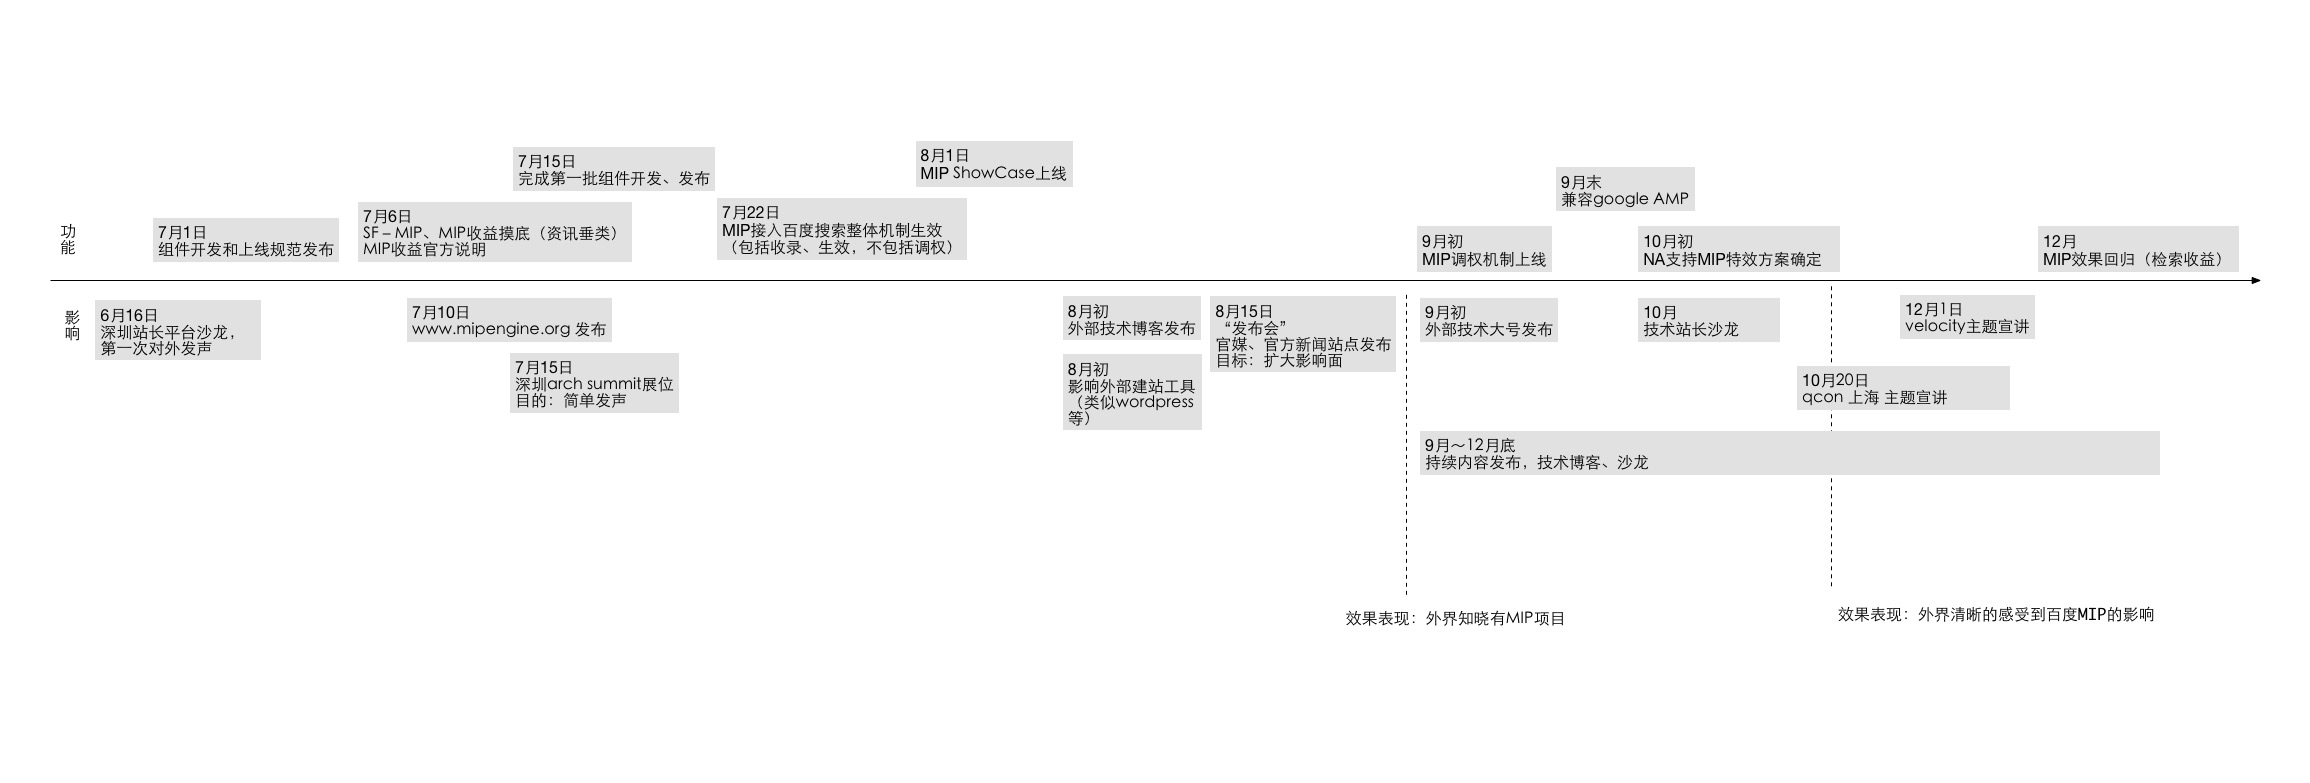 功
能
7月1日
组件开发和上线规范发布
7月6日
SF – MIP、MIP收益摸底（资讯垂类）
MIP收益官方说明
7月15日
完成第一批组件开发、发布
7月22日
MIP接入百度搜索整体机制生效
（包括收录、生效，不包括调权）
8月1日
MIP ShowCase上线
9月初
MIP调权机制上线
9月末
兼容google AMP
10月初
NA支持MIP特效方案确定
12月
MIP效果回归（检索收益）
影
响
6月16日
深圳站长平台沙龙，
第一次对外发声
7月10日
www.mipengine.org 发布
7月15日
深圳arch summit展位
目的：简单发声
8月初
外部技术博客发布
8月初
影响外部建站工具
（类似wordpress
等）
8月15日
“发布会”
官媒、官方新闻站点发布
目标：扩大影响面
9月初
外部技术大号发布
10月
技术站长沙龙
12月1日
velocity主题宣讲
10月20日
qcon 上海 主题宣讲
9月～12月底
持续内容发布，技术博客、沙龙
效果表现：外界知晓有MIP项目
效果表现：外界清晰的感受到百度MIP的影响